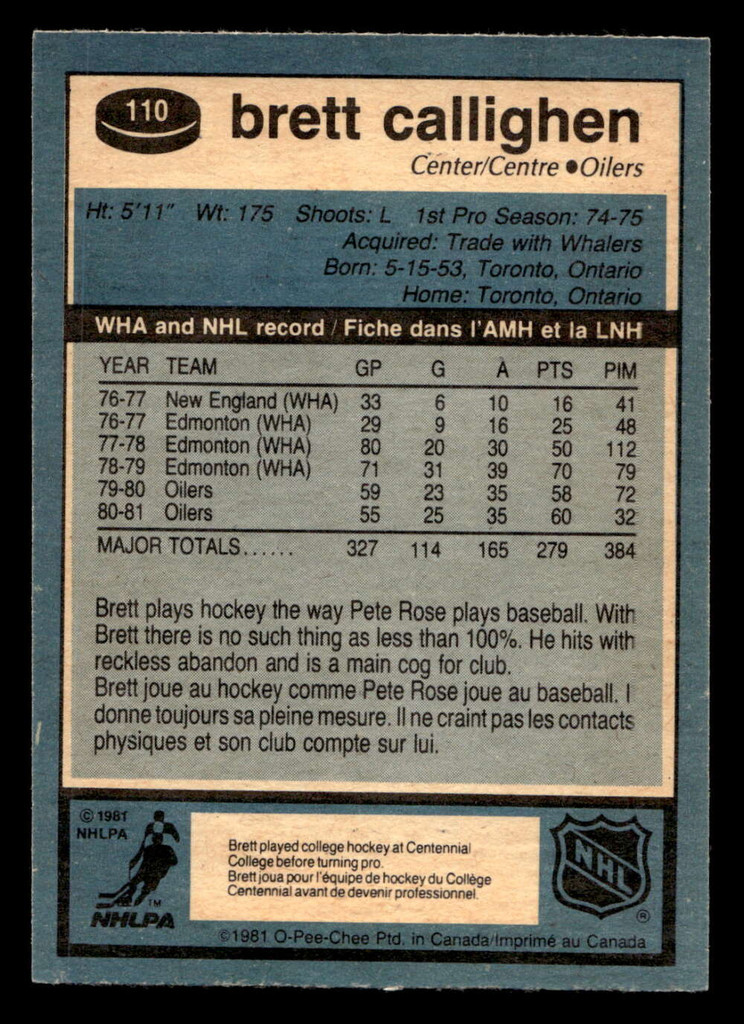 110 brett callighen
Center/Centre ● Oilers
Ht: 5'11" Wt: 175 Shoots: L 1st Pro Season: 74-75
Acquired: Trade with Whalers
Born: 5-15-53, Toronto, Ontario
Home: Toronto, Ontario
WHA and NHL record / Fiche dans l'AMH et la LNH
YEAR TEAM GP G A PTS PIM
76-77 New England (WHA) 33 6 10 16 41
76-77 Edmonton (WHA) 29 9 16 25 48
77-78 Edmonton (WHA) 80 20 30 50 112
78-79 Edmonton (WHA) 71 31 39 70 79
79-80 Oilers 59 23 35 58 72
80-81 Oilers 55 25 35 60 32
MAJOR TOTALS...... 327 114 165 279 384
Brett plays hockey the way Pete Rose plays baseball. With
Brett there is no such thing as less than 100%. He hits with
reckless abandon and is a main cog for club.
Brett joue au hockey comme Pete Rose joue au baseball. I
donne toujours sa pleine mesure. Il ne craint pas les contacts
physiques et son club compte sur lui.
© 1981
NHLPA
Brett played college hockey at Centennial
College before turning pro.
Brett joua pour l'équipe de hockey du Collège
Centennial avant de devenir professionnel.
TM
NHLPA
NHL
®
©1981 O-Pee-Chee Ptd. in Canada/Imprimé au Canada